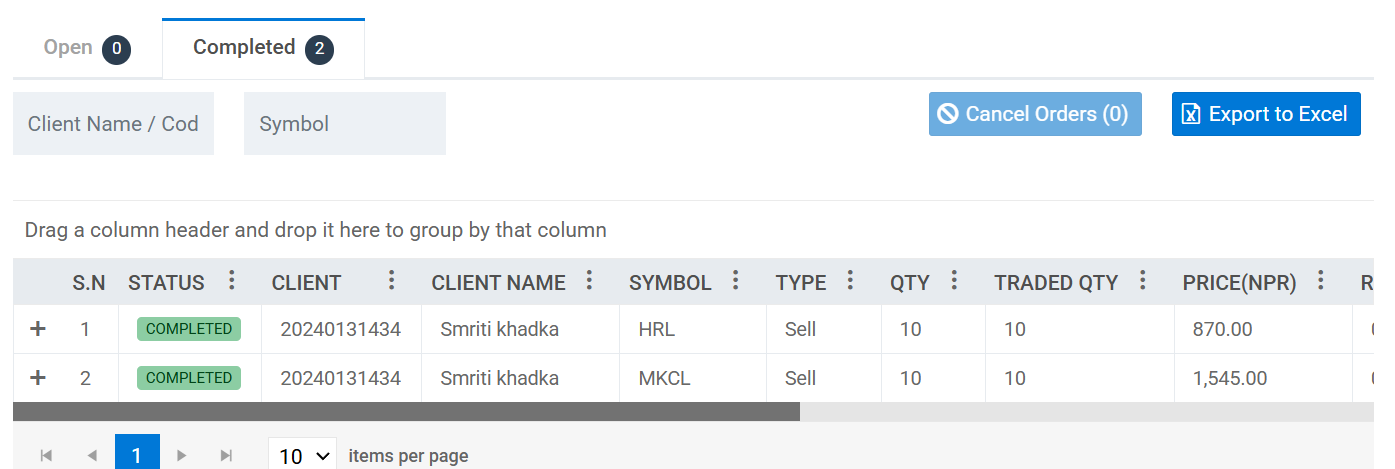 Open 0 Completed 2
Client Name / Cod Symbol Cancel Orders (0) Export to Excel
Drag a column header and drop it here to group by that column
S.N STATUS CLIENT CLIENT NAME SYMBOL TYPE QTY TRADED QTY PRICE(NPR)
+ 1 COMPLETED 20240131434 Smriti khadka HRL Sell 10 10 870.00
+ 2 COMPLETED 20240131434 Smriti khadka MKCL Sell 10 10 1,545.00
1 10 items per page